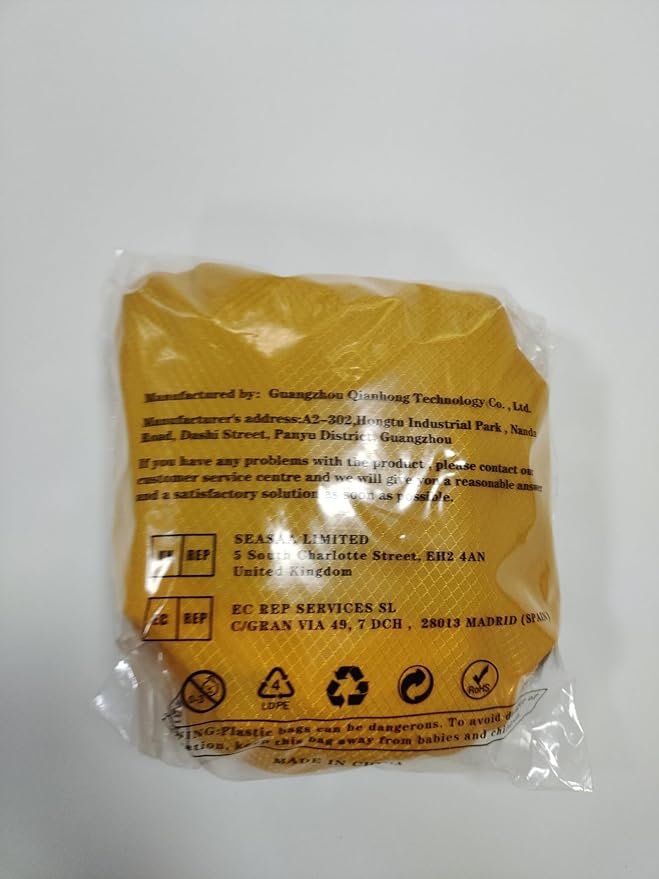 Manufactured by: Guangzhou Qianhong Technology Co., Ltd.
Manufacturer's address:A2-302,Hongtu Industrial Park , Nanda
Road, Dashi Street, Panyu District, Guangzhou
If you have any problems with the product , please contact our
customer service centre and we will give you a reasonable answer
and a satisfactory solution as soon as possible.
REP
SEASAA LIMITED
5 South Charlotte Street, EH2 4AN
United Kingdom
EC REP
EC REP SERVICES SL
C/GRAN VIA 49, 7 DCH , 28013 MADRID (SPAIN)
0-3
4
LDPE
RoHS
Plastic bags can be dangerous. To avoid
keep this bag away from babies and
MADE IN CHINA